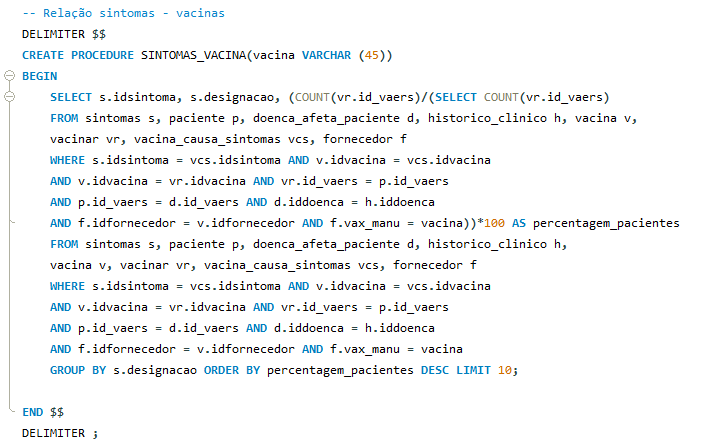 -- Relação sintomas - vacinas
DELIMITER $$
CREATE PROCEDURE SINTOMAS_VACINA(vacina VARCHAR (45))
BEGIN
SELECT s.idsintoma, s.designacao, (COUNT(vr.id_vaers)/(SELECT COUNT(vr.id_vaers)
FROM sintomas s, paciente p, doenca_afeta_paciente d, historico_clinico h, vacina v,
vacinar vr, vacina_causa_sintomas vcs, fornecedor f
WHERE s.idsintoma = vcs.idsintoma AND v.idvacina = vcs.idvacina
AND v.idvacina = vr.idvacina AND vr.id_vaers = p.id_vaers
AND p.id_vaers = d.id_vaers AND d.iddoenca = h.iddoenca
AND f.idfornecedor = v.idfornecedor AND f.vax_manu = vacina))*100 AS percentagem_pacientes
FROM sintomas s, paciente p, doenca_afeta_paciente d, historico_clinico h,
vacina v, vacinar vr, vacina_causa_sintomas vcs, fornecedor f
WHERE s.idsintoma = vcs.idsintoma AND v.idvacina = vcs.idvacina
AND v.idvacina = vr.idvacina AND vr.id_vaers = p.id_vaers
AND p.id_vaers = d.id_vaers AND d.iddoenca = h.iddoenca
AND f.idfornecedor = v.idfornecedor AND f.vax_manu = vacina
GROUP BY s.designacao ORDER BY percentagem_pacientes DESC LIMIT 10;
END $$
DELIMITER ;